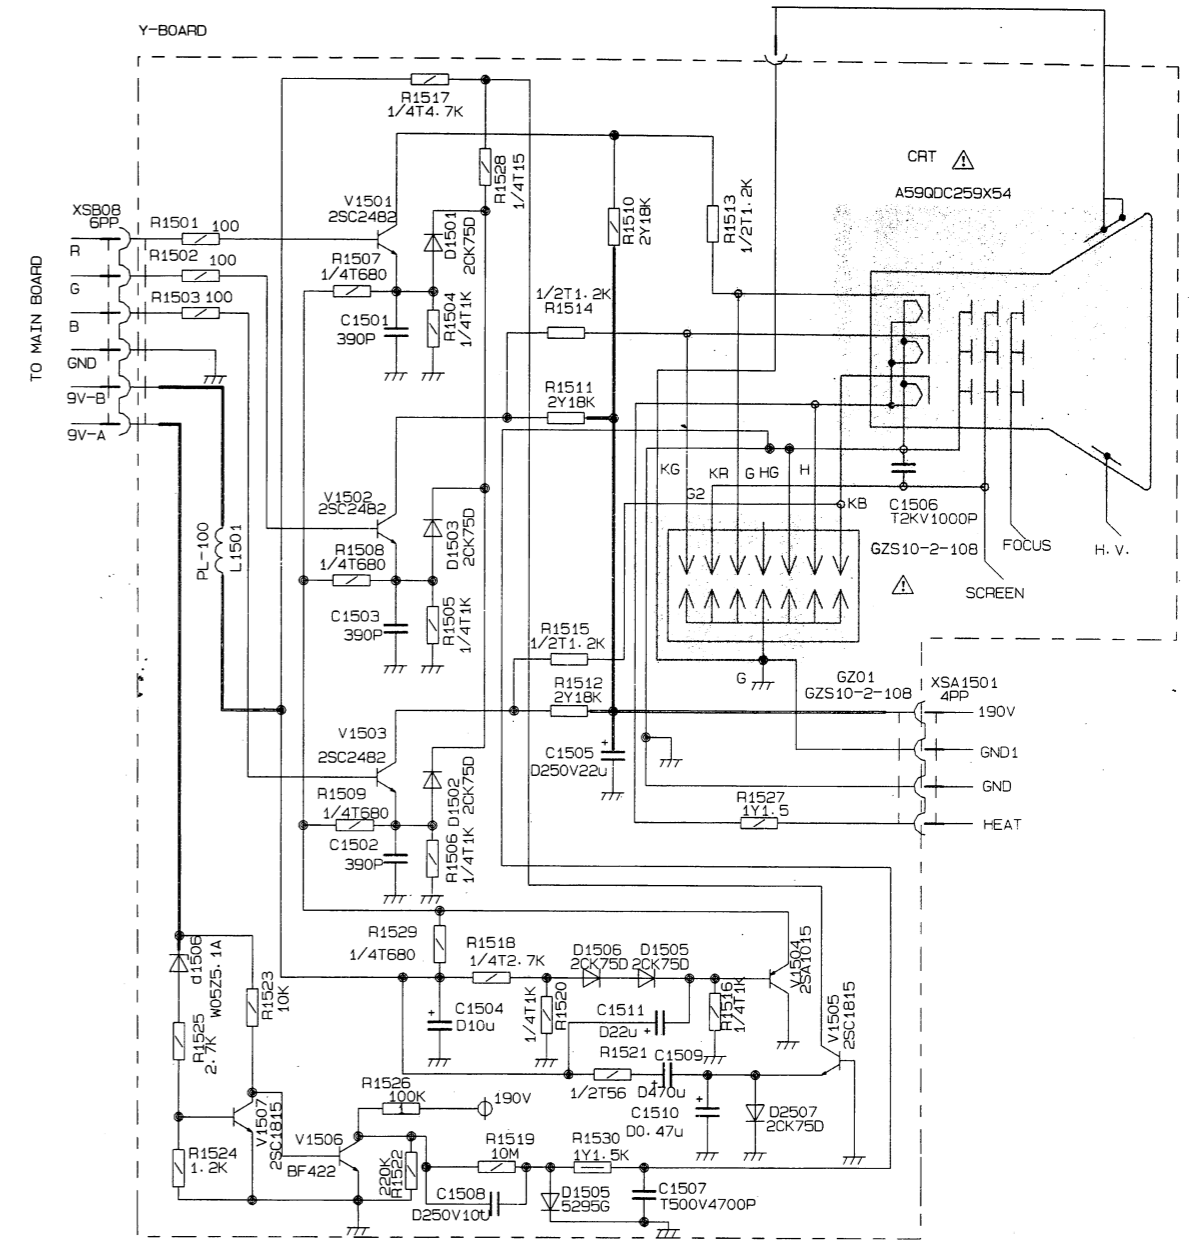 Y-BOARD
R1517
1/4T4.7K
R1528
1/4T15
CRT
A59QDC259X54
V1501
2SC2482
D1501
2CK75D
R1510
2Y18K
R1513
1/2T1.2K
XSB08
6PP
R1501 100
R1502 100
R1503 100
R
G
B
GND
9V-B
9V-A
TO MAIN BOARD
R1507
1/4T680
C1501
390P
R1504
1/4T1K
1/2T1.2K
R1514
R1511
2Y18K
KG
G2
KR
G
HG
H
KB
C1506
T2KV1000P
GZS10-2-108
FOCUS
SCREEN
H.V.
V1502
2SC2482
D1503
2CK75D
PL-100
L1501
R1508
1/4T680
C1503
390P
R1505
1/4T1K
R1515
1/2T1.2K
R1512
2Y18K
G
GZ01
GZS10-2-108
XSA1501
4PP
190V
GND1
GND
HEAT
V1503
2SC2482
D1502
2CK75D
C1505
D250V22u
+
R1527
1Y1.5
R1509
1/4T680
C1502
390P
R1506
1/4T1K
R1529
1/4T680
R1518
1/4T2.7K
D1506
2CK75D
D1505
2CK75D
V1504
2SA1015
d1506
W05Z5.1A
R1523
10K
+
C1504
D10u
1/4T1K
R1520
C1511
D22u
+
R1516
1/4T1K
V1505
2SC1815
R1525
2.7K
R1521
1/2T56
C1509
D470u
+
C1510
D0.47u
+
D2507
2CK75D
R1526
100K
190V
V1507
2SC1815
V1506
BF422
R1524
1.2K
220K
R1522
R1519
10M
R1530
1Y1.5K
C1508
D250V10U
+
D1505
5295G
C1507
T500V4700P